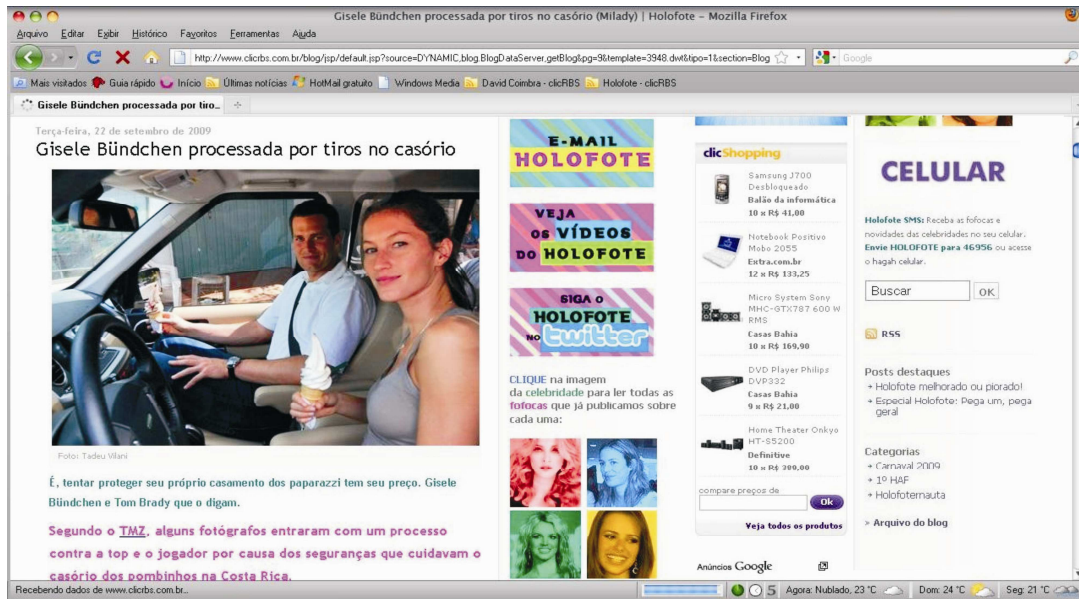 Gisele Bündchen processada por tiros no casório (Milady) | Holofote - Mozilla Firefox
Arquivo Editar Exibir Histórico Favoritos Ferramentas Ajuda
http://www.clicrbs.com.br/blog/jsp/default.jsp?source=DYNAMIC,blog.BlogDataServer,getBlog&pg=9&template=3948.dwt&tipo=1&section=Blog
Google
Mais visitados Guia rápido Início Últimas notícias HotMail gratuito Windows Media David Coimbra - clicRBS Holofote - clicRBS
Gisele Bündchen processada por tiro...
Terça-feira, 22 de setembro de 2009
Gisele Bündchen processada por tiros no casório
Foto: Tadeu Vilani
É, tentar proteger seu próprio casamento dos paparazzi tem seu preço. Gisele
Bündchen e Tom Brady que o digam.
Segundo o TMZ, alguns fotógrafos entraram com um processo
contra a top e o jogador por causa dos seguranças que cuidavam o
casório dos pombinhos na Costa Rica.
E-MAIL
HOLOFOTE
VEJA
OS VÍDEOS
DO HOLOFOTE
SIGA O
HOLOFOTE
NO twitter
CLIQUE na imagem
da celebridade para ler todas as
fofocas que já publicamos sobre
cada uma:
clicShopping
Samsung J700
Desbloqueado
Balão da informática
10 x R$ 41,00
Notebook Positivo
Mobo 2055
Extra.com.br
12 x R$ 133,25
Micro System Sony
MHC-GTX787 600 W
RMS
Casas Bahia
10 x R$ 169,90
DVD Player Philips
DVP332
Casas Bahia
9 x R$ 21,00
Home Theater Onkyo
HT-S5200
Definitive
10 x R$ 399,00
compare preços de
Ok
Veja todos os produtos
Anúncios Google
CELULAR
Holofote SMS: Receba as fofocas e
novidades das celebridades no seu celular.
Envie HOLOFOTE para 46956 ou acesse
o hagah celular.
Buscar OK
RSS
Posts destaques
Holofote melhorado ou piorado!
Especial Holofote: Pega um, pega
geral
Categorias
Carnaval 2009
1º HAF
Holofoternauta
> Arquivo do blog
Recebendo dados de www.clicrbs.com.br...
5 Agora: Nublado, 23 °C Dom: 24 °C Seg: 21 °C